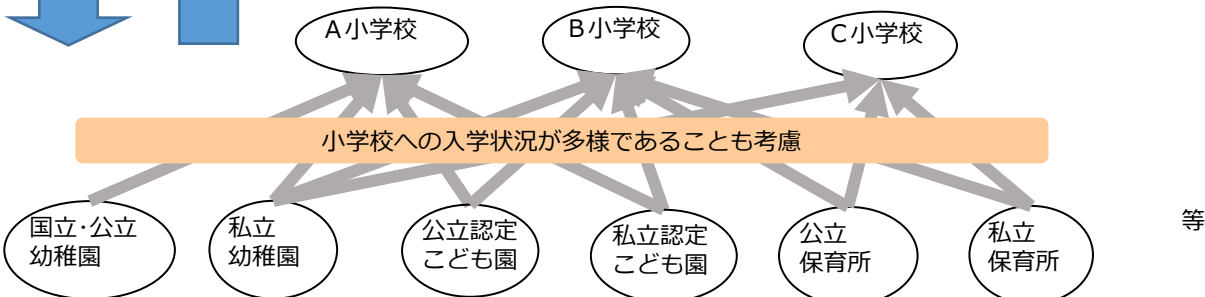 A小学校
B小学校
C小学校
小学校への入学状況が多様であることも考慮
国立・公立
幼稚園
私立
幼稚園
公立認定
こども園
私立認定
こども園
公立
保育所
私立
保育所
等